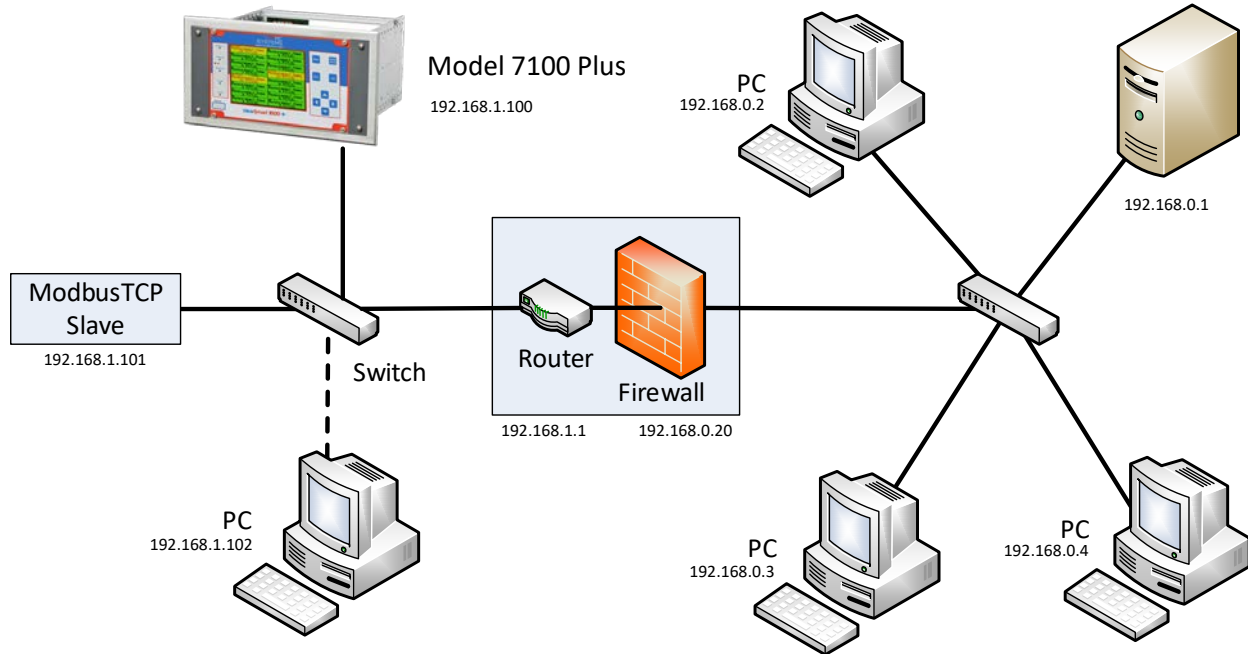 Model 7100 Plus
192.168.1.100
PC
192.168.0.2
192.168.0.1
ModbusTCP
Slave
192.168.1.101
Switch
Router
Firewall
192.168.1.1
192.168.0.20
PC
192.168.1.102
PC
192.168.0.3
PC
192.168.0.4